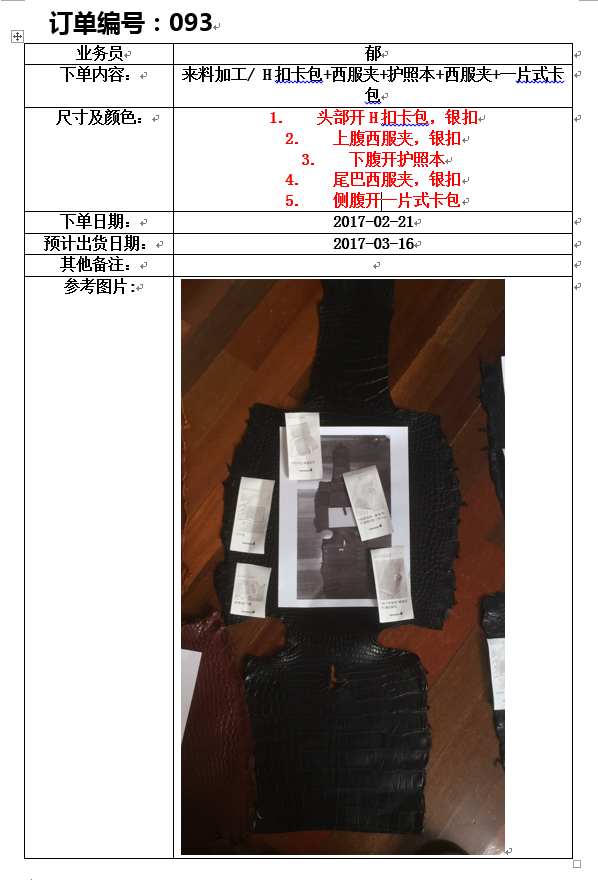 订单编号：093
业务员
郁
下单内容：
来料加工/ H扣卡包+西服夹+护照本+西服夹+一片式卡
包
尺寸及颜色：
1. 头部开H扣卡包，银扣
2. 上腹西服夹，银扣
3. 下腹开护照本
4. 尾巴西服夹，银扣
5. 侧腹开一片式卡包
下单日期：
2017-02-21
预计出货日期：
2017-03-16
其他备注：
参考图片: